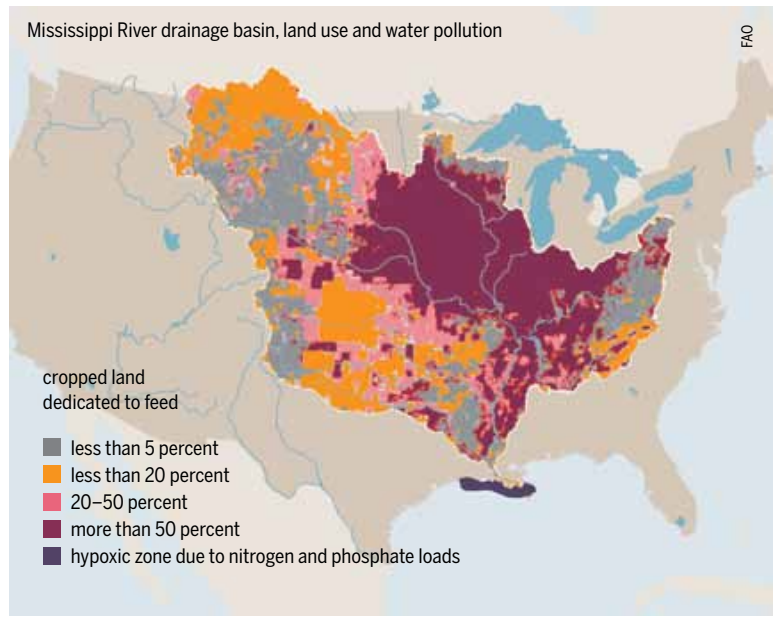 Mississippi River drainage basin, land use and water pollution
FAO
cropped land
dedicated to feed
less than 5 percent
less than 20 percent
20–50 percent
more than 50 percent
hypoxic zone due to nitrogen and phosphate loads